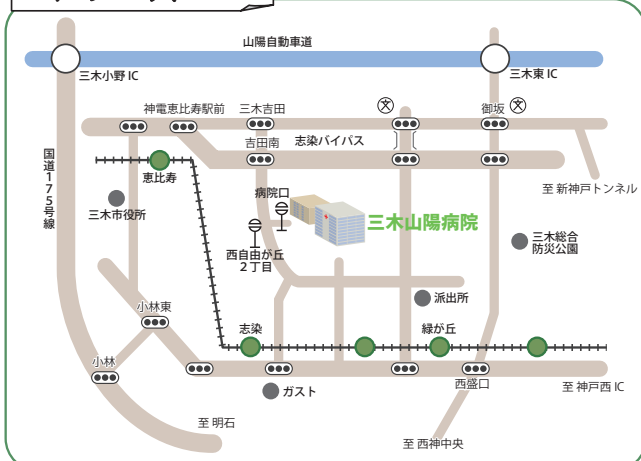 山陽自動車道
三木小野 IC
三木東 IC
神電恵比寿駅前
三木吉田
文
御坂
文
吉田南
志染バイパス
国道175号線
恵比寿
至 新神戸トンネル
病院口
三木市役所
三木山陽病院
三木総合
防災公園
西自由が丘
2丁目
派出所
小林東
志染
緑が丘
小林
西盛口
至 神戸西 IC
ガスト
至 明石
至 西神中央